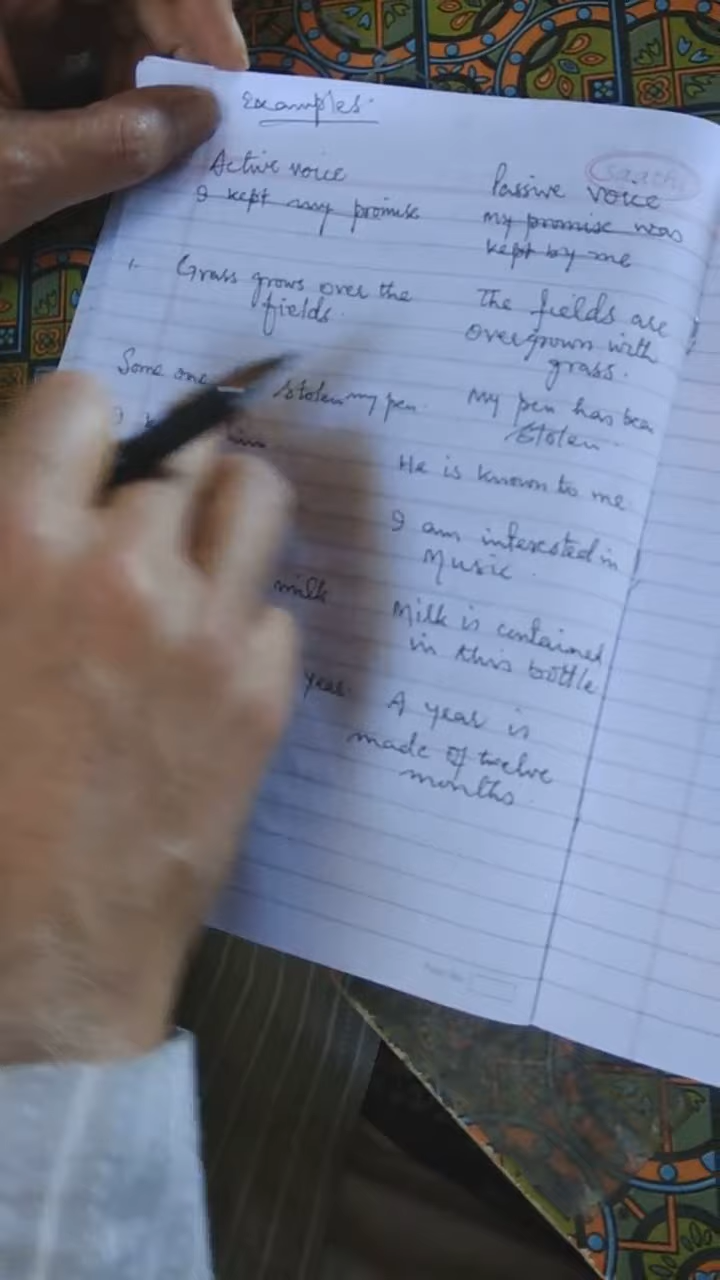 Examples.
saathi
Active voice
Passive voice
I kept my promise
my promise was
kept by me
1. Grass grows over the
fields.
The fields are
overgrown with
grass.
Some one
stolen my pen.
My pen has been
stolen.
I
him
He is known to me.
I am interested in
Music.
milk
Milk is contained
in this bottle
year.
A year is
made of twelve
months.